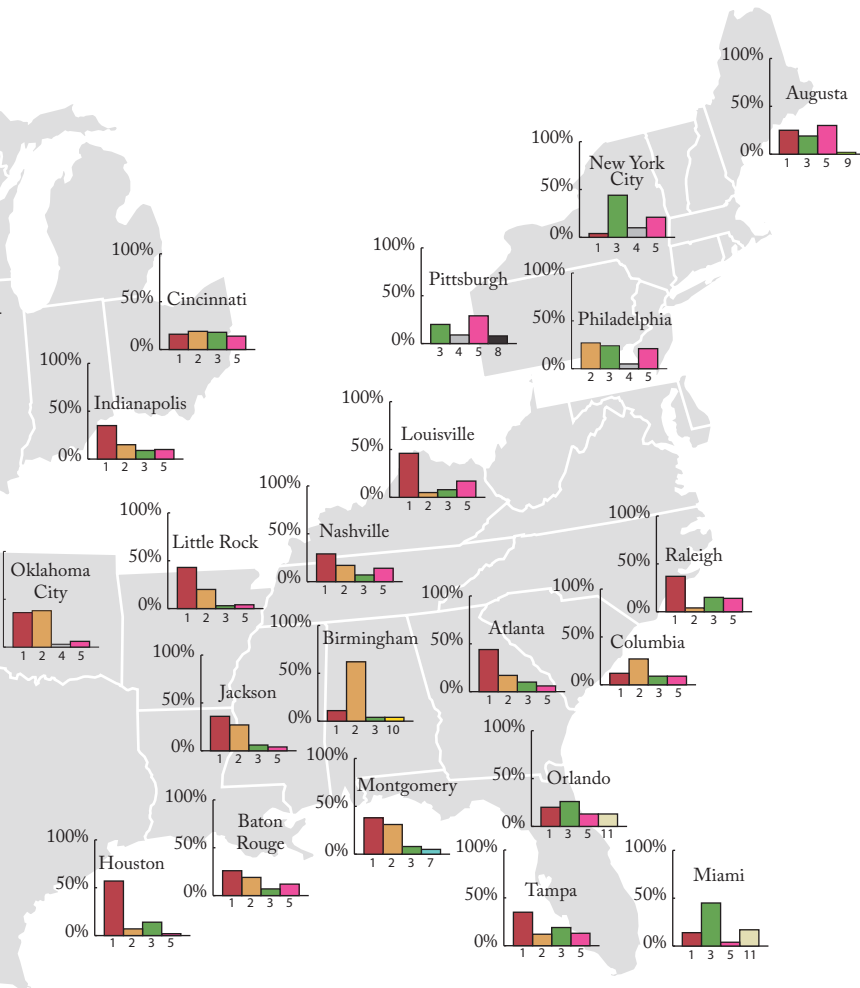 100%
50%
0%
Augusta
1 3 5 9
100%
50%
0%
New York
City
1 3 4 5
100%
50%
0%
Pittsburgh
3 4 5 8
100%
50%
0%
Philadelphia
2 3 4 5
100%
50%
0%
Cincinnati
1 2 3 5
100%
50%
0%
Indianapolis
1 2 3 5
100%
50%
0%
Louisville
1 2 3 5
100%
50%
0%
Nashville
1 2 3 5
100%
50%
0%
Little Rock
1 2 3 5
Oklahoma
City
1 2 4 5
100%
50%
0%
Raleigh
1 2 3 5
100%
50%
0%
Columbia
1 2 3 5
100%
50%
0%
Atlanta
1 2 3 5
100%
50%
0%
Birmingham
1 2 3 10
100%
50%
0%
Jackson
1 2 3 5
100%
50%
0%
Montgomery
1 2 3 7
100%
50%
0%
Orlando
1 3 5 11
100%
50%
0%
Baton
Rouge
1 2 3 5
100%
50%
0%
Houston
1 2 3 5
100%
50%
0%
Tampa
1 2 3 5
100%
50%
0%
Miami
1 3 5 11